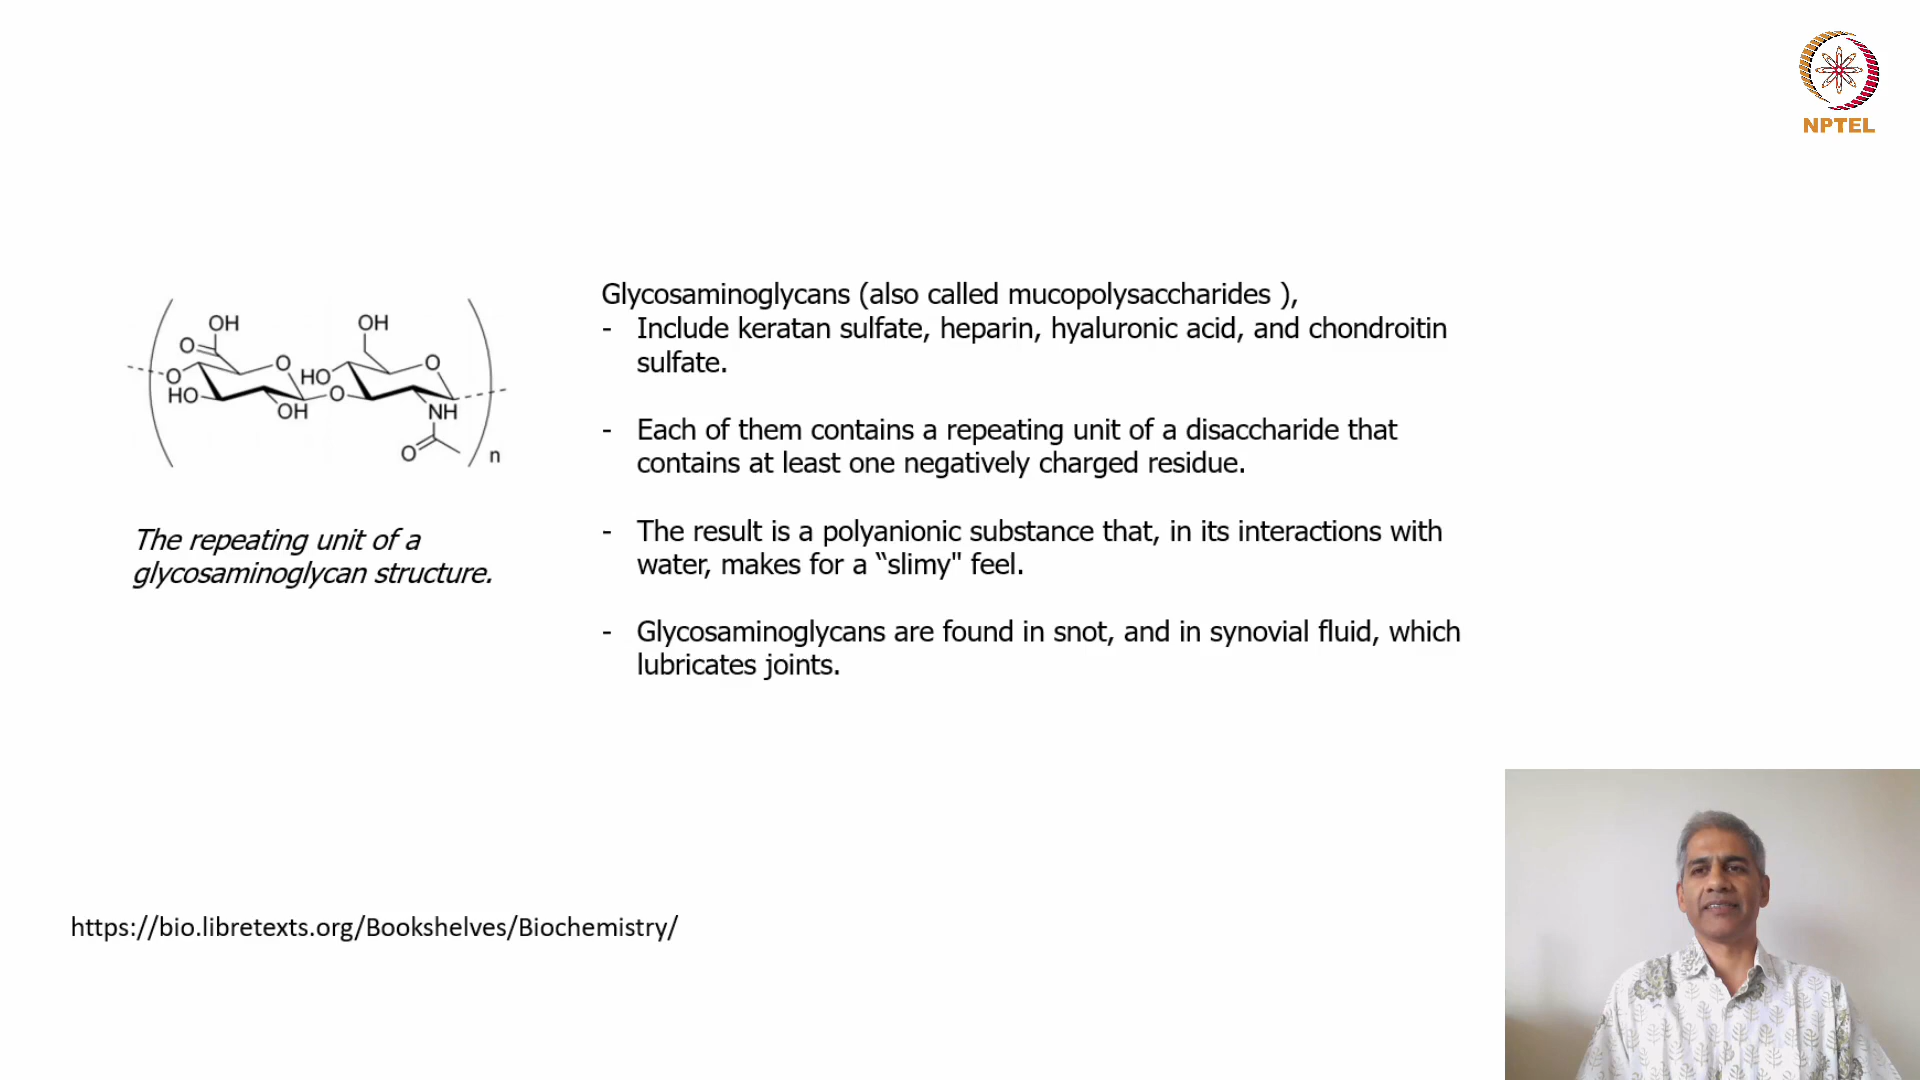 NPTEL
OH
OH
O
O
O
O
HO
HO
O
OH
NH
O
n
The repeating unit of a
glycosaminoglycan structure.
Glycosaminoglycans (also called mucopolysaccharides ),
- Include keratan sulfate, heparin, hyaluronic acid, and chondroitin
sulfate.
- Each of them contains a repeating unit of a disaccharide that
contains at least one negatively charged residue.
- The result is a polyanionic substance that, in its interactions with
water, makes for a “slimy" feel.
- Glycosaminoglycans are found in snot, and in synovial fluid, which
lubricates joints.
https://bio.libretexts.org/Bookshelves/Biochemistry/